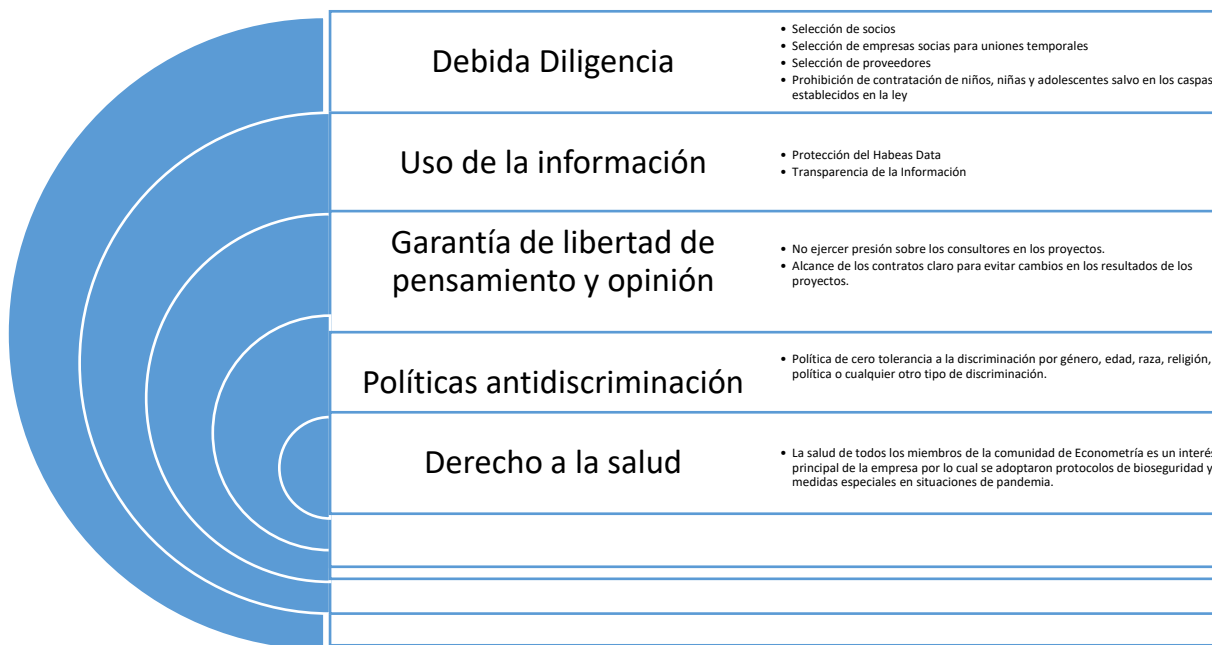 Debida Diligencia
• Selección de socios
• Selección de empresas socias para uniones temporales
• Selección de proveedores
• Prohibición de contratación de niños, niñas y adolescentes salvo en los caspas
establecidos en la ley
Uso de la información
• Protección del Habeas Data
• Transparencia de la Información
Garantía de libertad de
pensamiento y opinión
• No ejercer presión sobre los consultores en los proyectos.
• Alcance de los contratos claro para evitar cambios en los resultados de los
proyectos.
Políticas antidiscriminación
• Política de cero tolerancia a la discriminación por género, edad, raza, religión,
política o cualquier otro tipo de discriminación.
Derecho a la salud
• La salud de todos los miembros de la comunidad de Econometría es un interés
principal de la empresa por lo cual se adoptaron protocolos de bioseguridad y
medidas especiales en situaciones de pandemia.